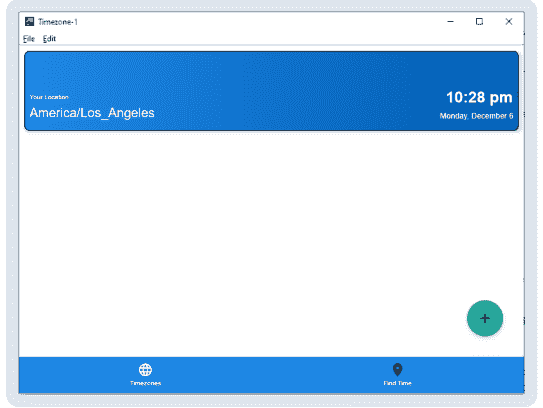 Timezone-1
File Edit
Your Location
America/Los_Angeles
10:28 pm
Monday, December 6
+
Timezones
Find Time